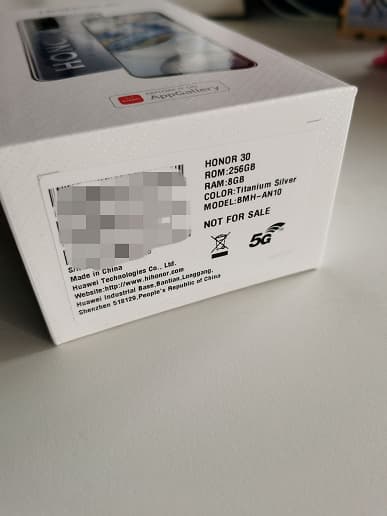 HONOR
AppGallery
HONOR 30
ROM:256GB
RAM:8GB
COLOR:Titanium Silver
MODEL:BMH-AN10
NOT FOR SALE
5G
S/N
Made in China
Huawei Technologies Co., Ltd.
Website:http://www.hihonor.com
Huawei Industrial Base,Bantian,Longgang,
Shenzhen 518129,People's Republic of China